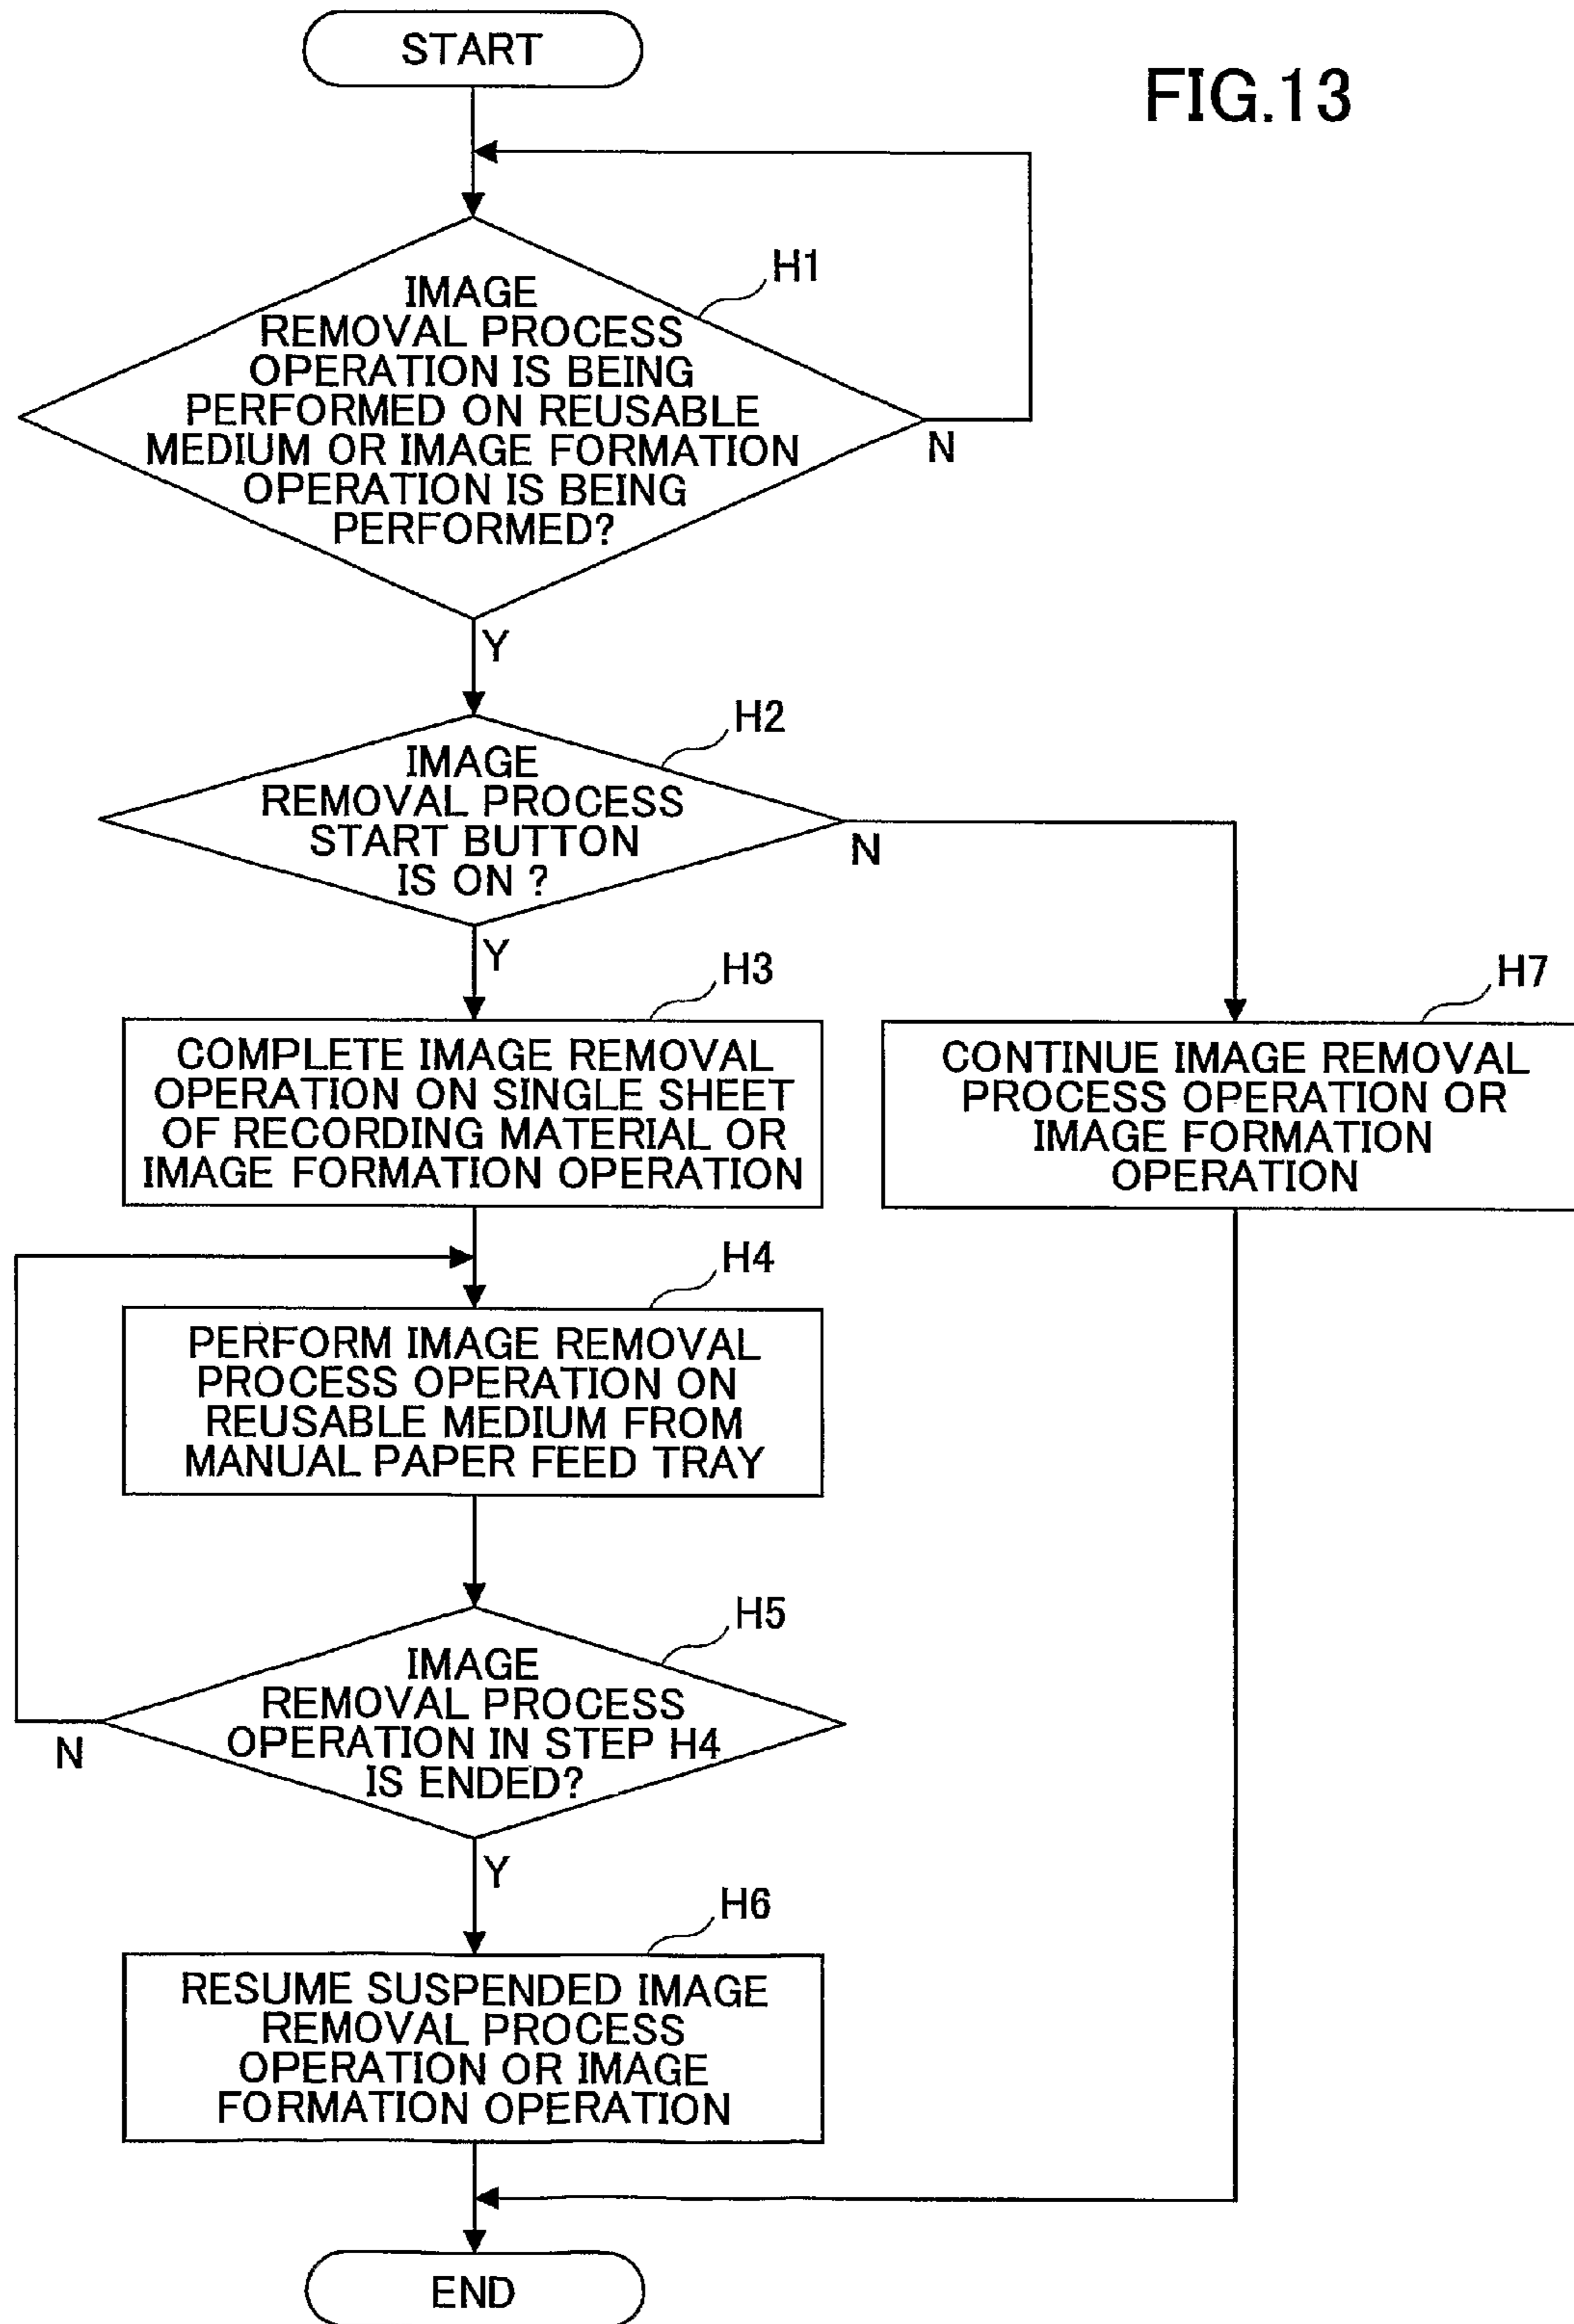 START
FIG.13
H1
IMAGE
REMOVAL PROCESS
OPERATION IS BEING
PERFORMED ON REUSABLE
MEDIUM OR IMAGE FORMATION
OPERATION IS BEING
PERFORMED?
N
Y
H2
IMAGE
REMOVAL PROCESS
START BUTTON
IS ON ?
N
Y
H3
COMPLETE IMAGE REMOVAL
OPERATION ON SINGLE SHEET
OF RECORDING MATERIAL OR
IMAGE FORMATION OPERATION
H7
CONTINUE IMAGE REMOVAL
PROCESS OPERATION OR
IMAGE FORMATION
OPERATION
H4
PERFORM IMAGE REMOVAL
PROCESS OPERATION ON
REUSABLE MEDIUM FROM
MANUAL PAPER FEED TRAY
H5
IMAGE
REMOVAL PROCESS
OPERATION IN STEP H4
IS ENDED?
N
Y
H6
RESUME SUSPENDED IMAGE
REMOVAL PROCESS
OPERATION OR IMAGE
FORMATION OPERATION
END